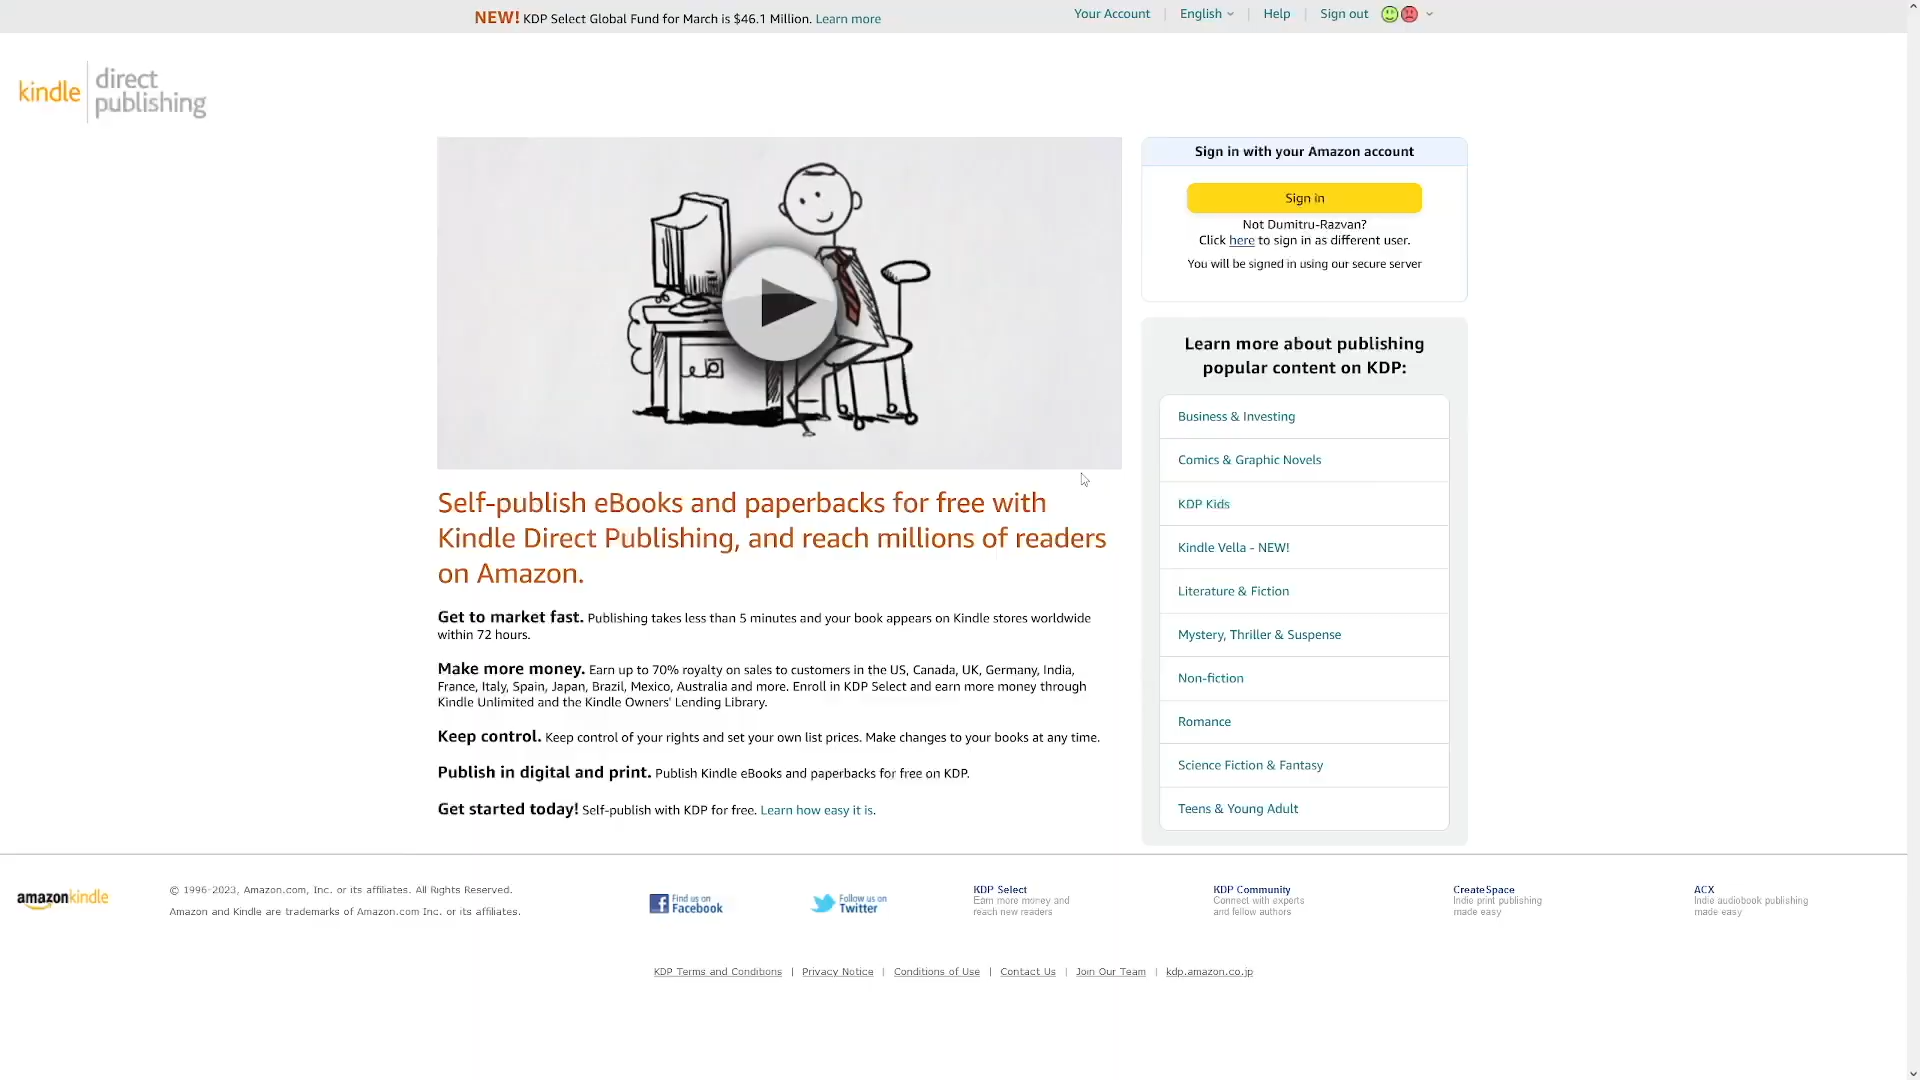 NEW! KDP Select Global Fund for March is $46.1 Million. Learn more
Your Account | English | Help | Sign out
kindle direct publishing
Sign in with your Amazon account
Sign in
Not Dumitru-Razvan?
Click here to sign in as different user.
You will be signed in using our secure server
Learn more about publishing
popular content on KDP:
Business & Investing
Comics & Graphic Novels
KDP Kids
Kindle Vella - NEW!
Literature & Fiction
Mystery, Thriller & Suspense
Non-fiction
Romance
Science Fiction & Fantasy
Teens & Young Adult
Self-publish eBooks and paperbacks for free with
Kindle Direct Publishing, and reach millions of readers
on Amazon.
Get to market fast. Publishing takes less than 5 minutes and your book appears on Kindle stores worldwide
within 72 hours.
Make more money. Earn up to 70% royalty on sales to customers in the US, Canada, UK, Germany, India,
France, Italy, Spain, Japan, Brazil, Mexico, Australia and more. Enroll in KDP Select and earn more money through
Kindle Unlimited and the Kindle Owners' Lending Library.
Keep control. Keep control of your rights and set your own list prices. Make changes to your books at any time.
Publish in digital and print. Publish Kindle eBooks and paperbacks for free on KDP.
Get started today! Self-publish with KDP for free. Learn how easy it is.
amazonkindle
© 1996-2023, Amazon.com, Inc. or its affiliates. All Rights Reserved.
Amazon and Kindle are trademarks of Amazon.com Inc. or its affiliates.
Find us on
Facebook
Follow us on
Twitter
KDP Select
Earn more money and
reach new readers
KDP Community
Connect with experts
and fellow authors
CreateSpace
Indie print publishing
made easy
ACX
Indie audiobook publishing
made easy
KDP Terms and Conditions | Privacy Notice | Conditions of Use | Contact Us | Join Our Team | kdp.amazon.co.jp